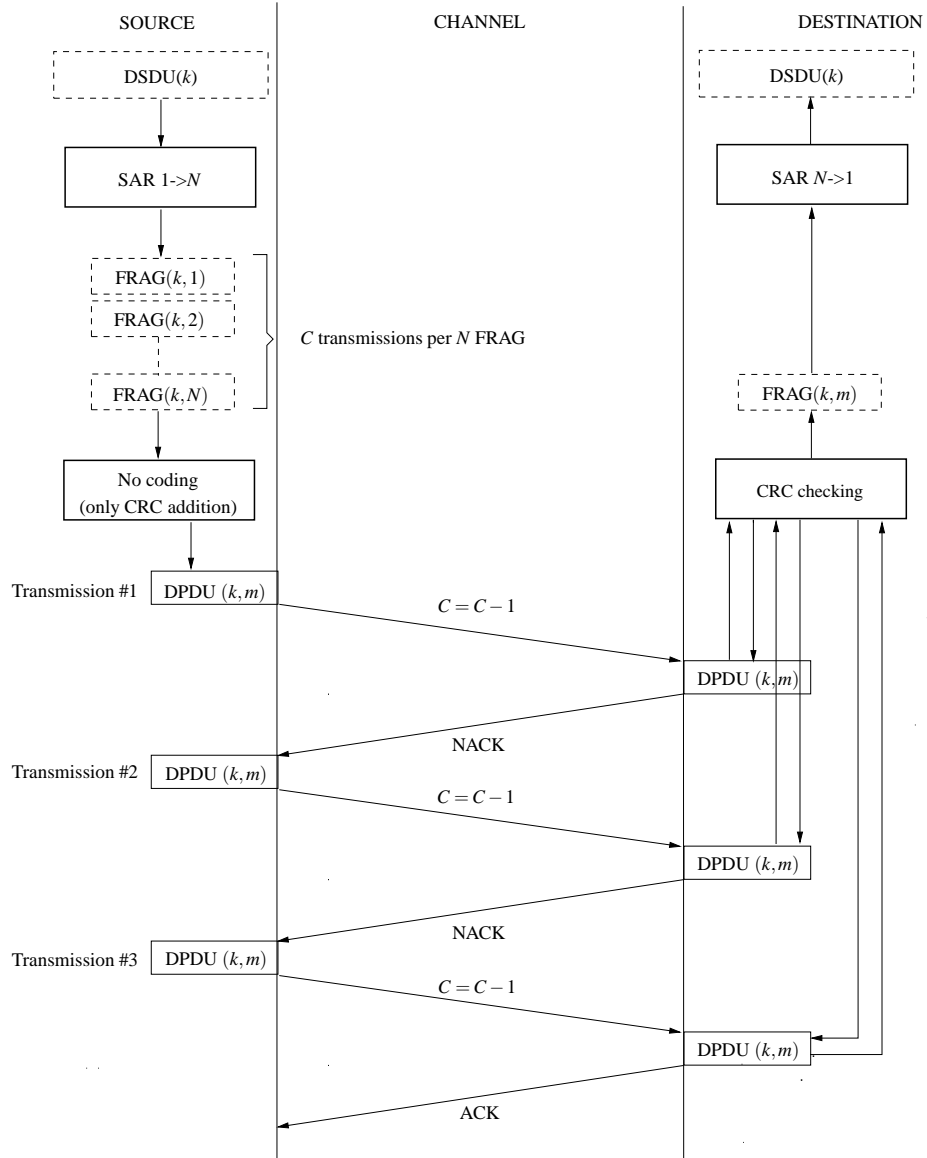 SOURCE
CHANNEL
DESTINATION
DSDU(k)
DSDU(k)
SAR 1->N
SAR N->1
FRAG(k,1)
FRAG(k,2)
C transmissions per N FRAG
FRAG(k,N)
FRAG(k,m)
No coding
(only CRC addition)
CRC checking
Transmission #1
DPDU (k,m)
C = C − 1
DPDU (k,m)
NACK
Transmission #2
DPDU (k,m)
C = C − 1
DPDU (k,m)
NACK
Transmission #3
DPDU (k,m)
C = C − 1
DPDU (k,m)
ACK